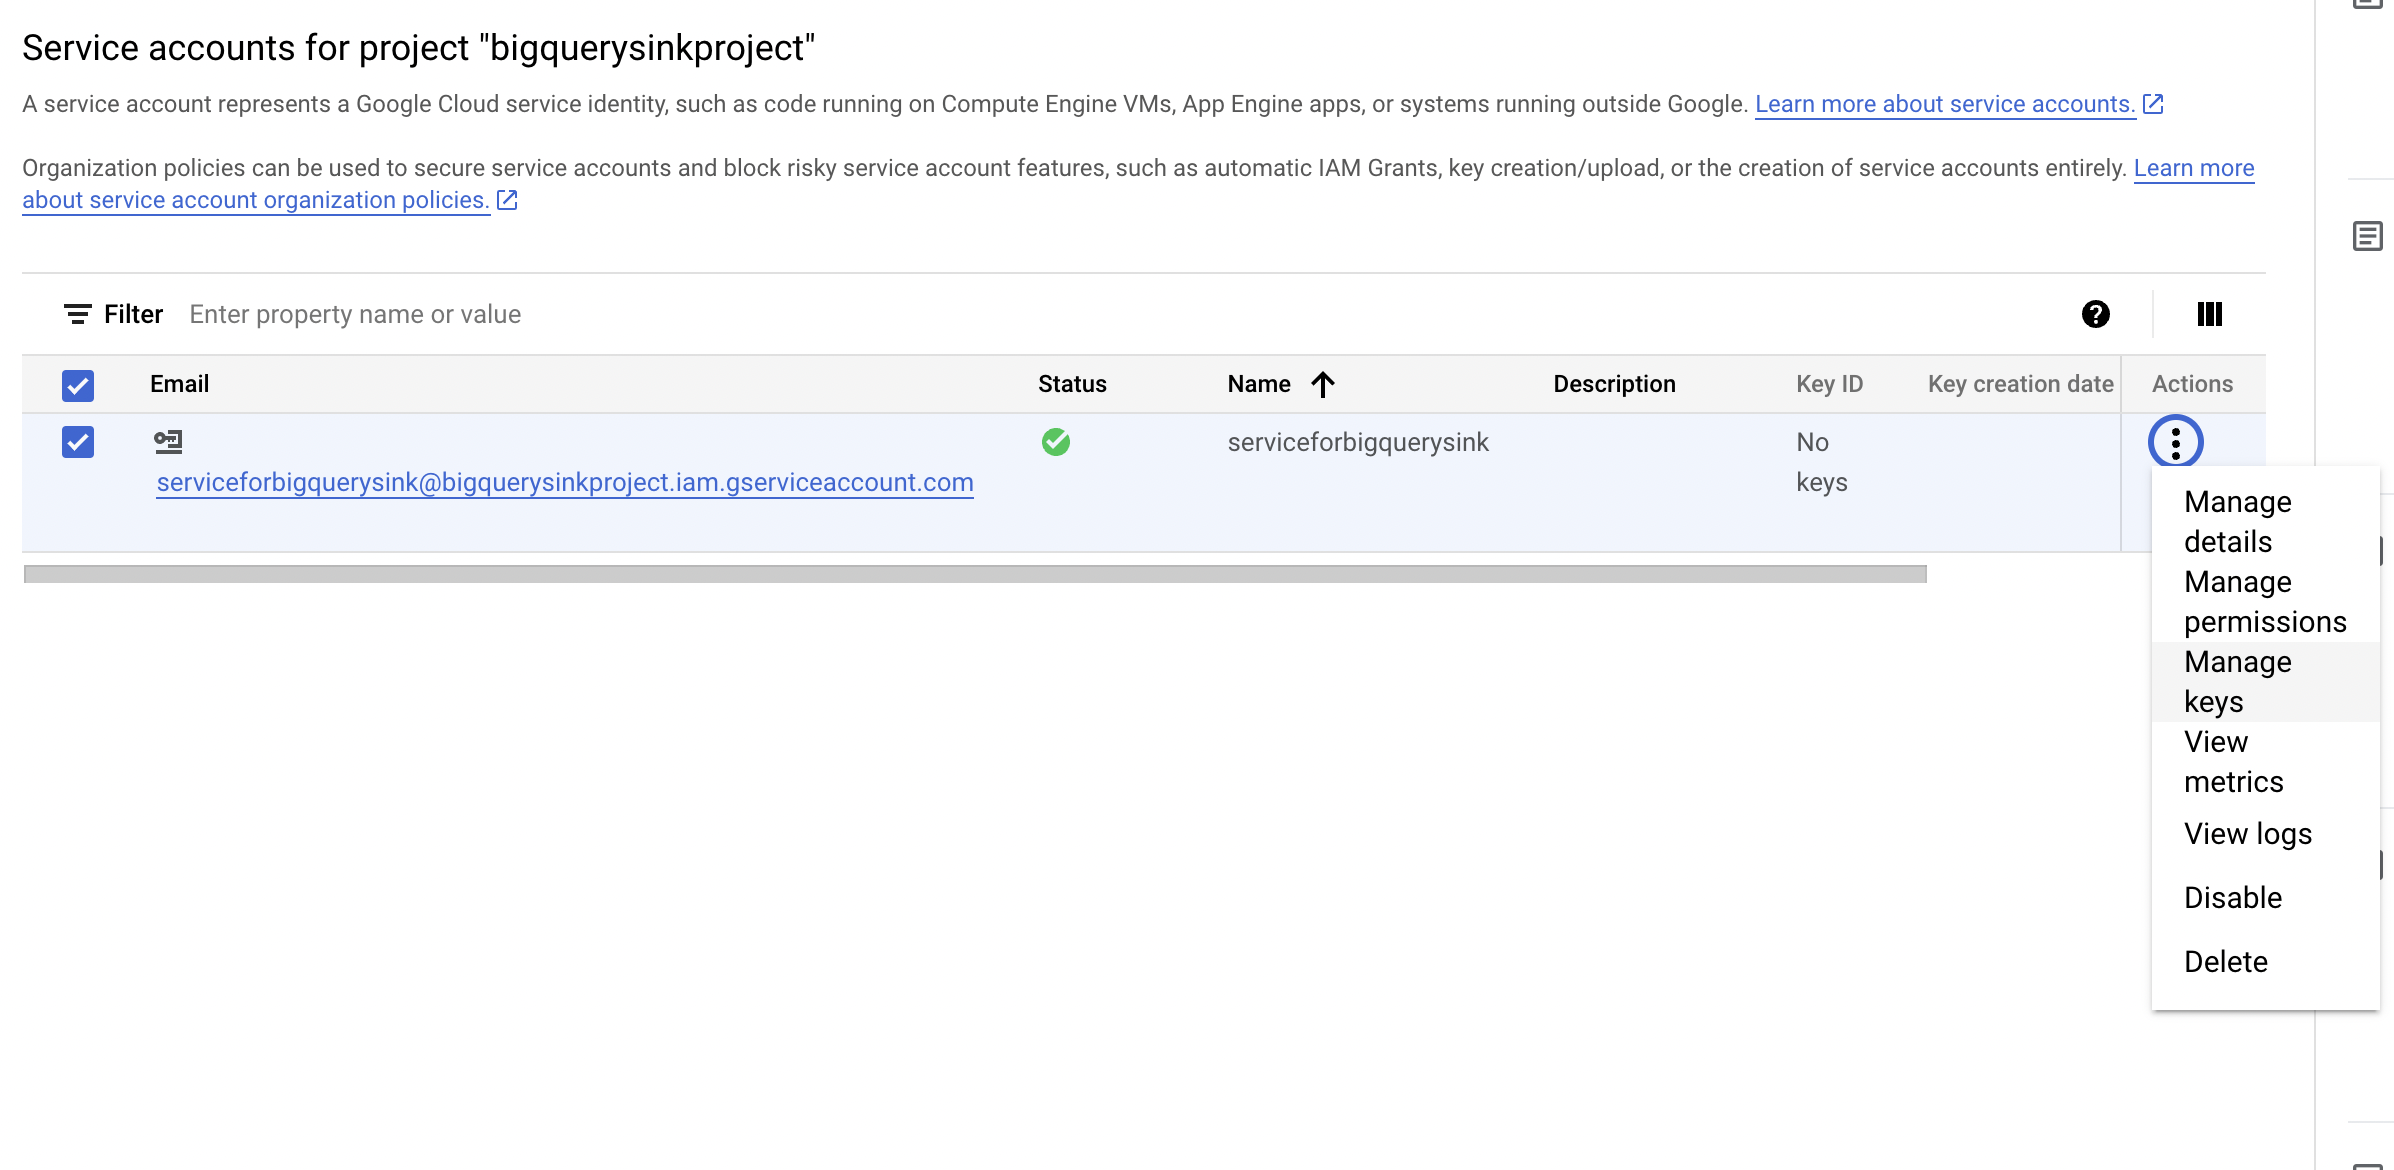 Service accounts for project "bigquerysinkproject"
A service account represents a Google Cloud service identity, such as code running on Compute Engine VMs, App Engine apps, or systems running outside Google. Learn more about service accounts.
Organization policies can be used to secure service accounts and block risky service account features, such as automatic IAM Grants, key creation/upload, or the creation of service accounts entirely. Learn more
about service account organization policies.
Filter Enter property name or value
Email Status Name Description Key ID Key creation date Actions
serviceforbigquerysink No
serviceforbigquerysink@bigquerysinkproject.iam.gserviceaccount.com keys
Manage
details
Manage
permissions
Manage
keys
View
metrics
View logs
Disable
Delete